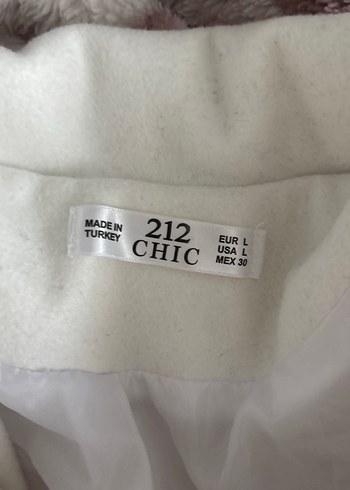 MADE IN
TURKEY
212
CHIC
EUR L
USA L
MEX 30